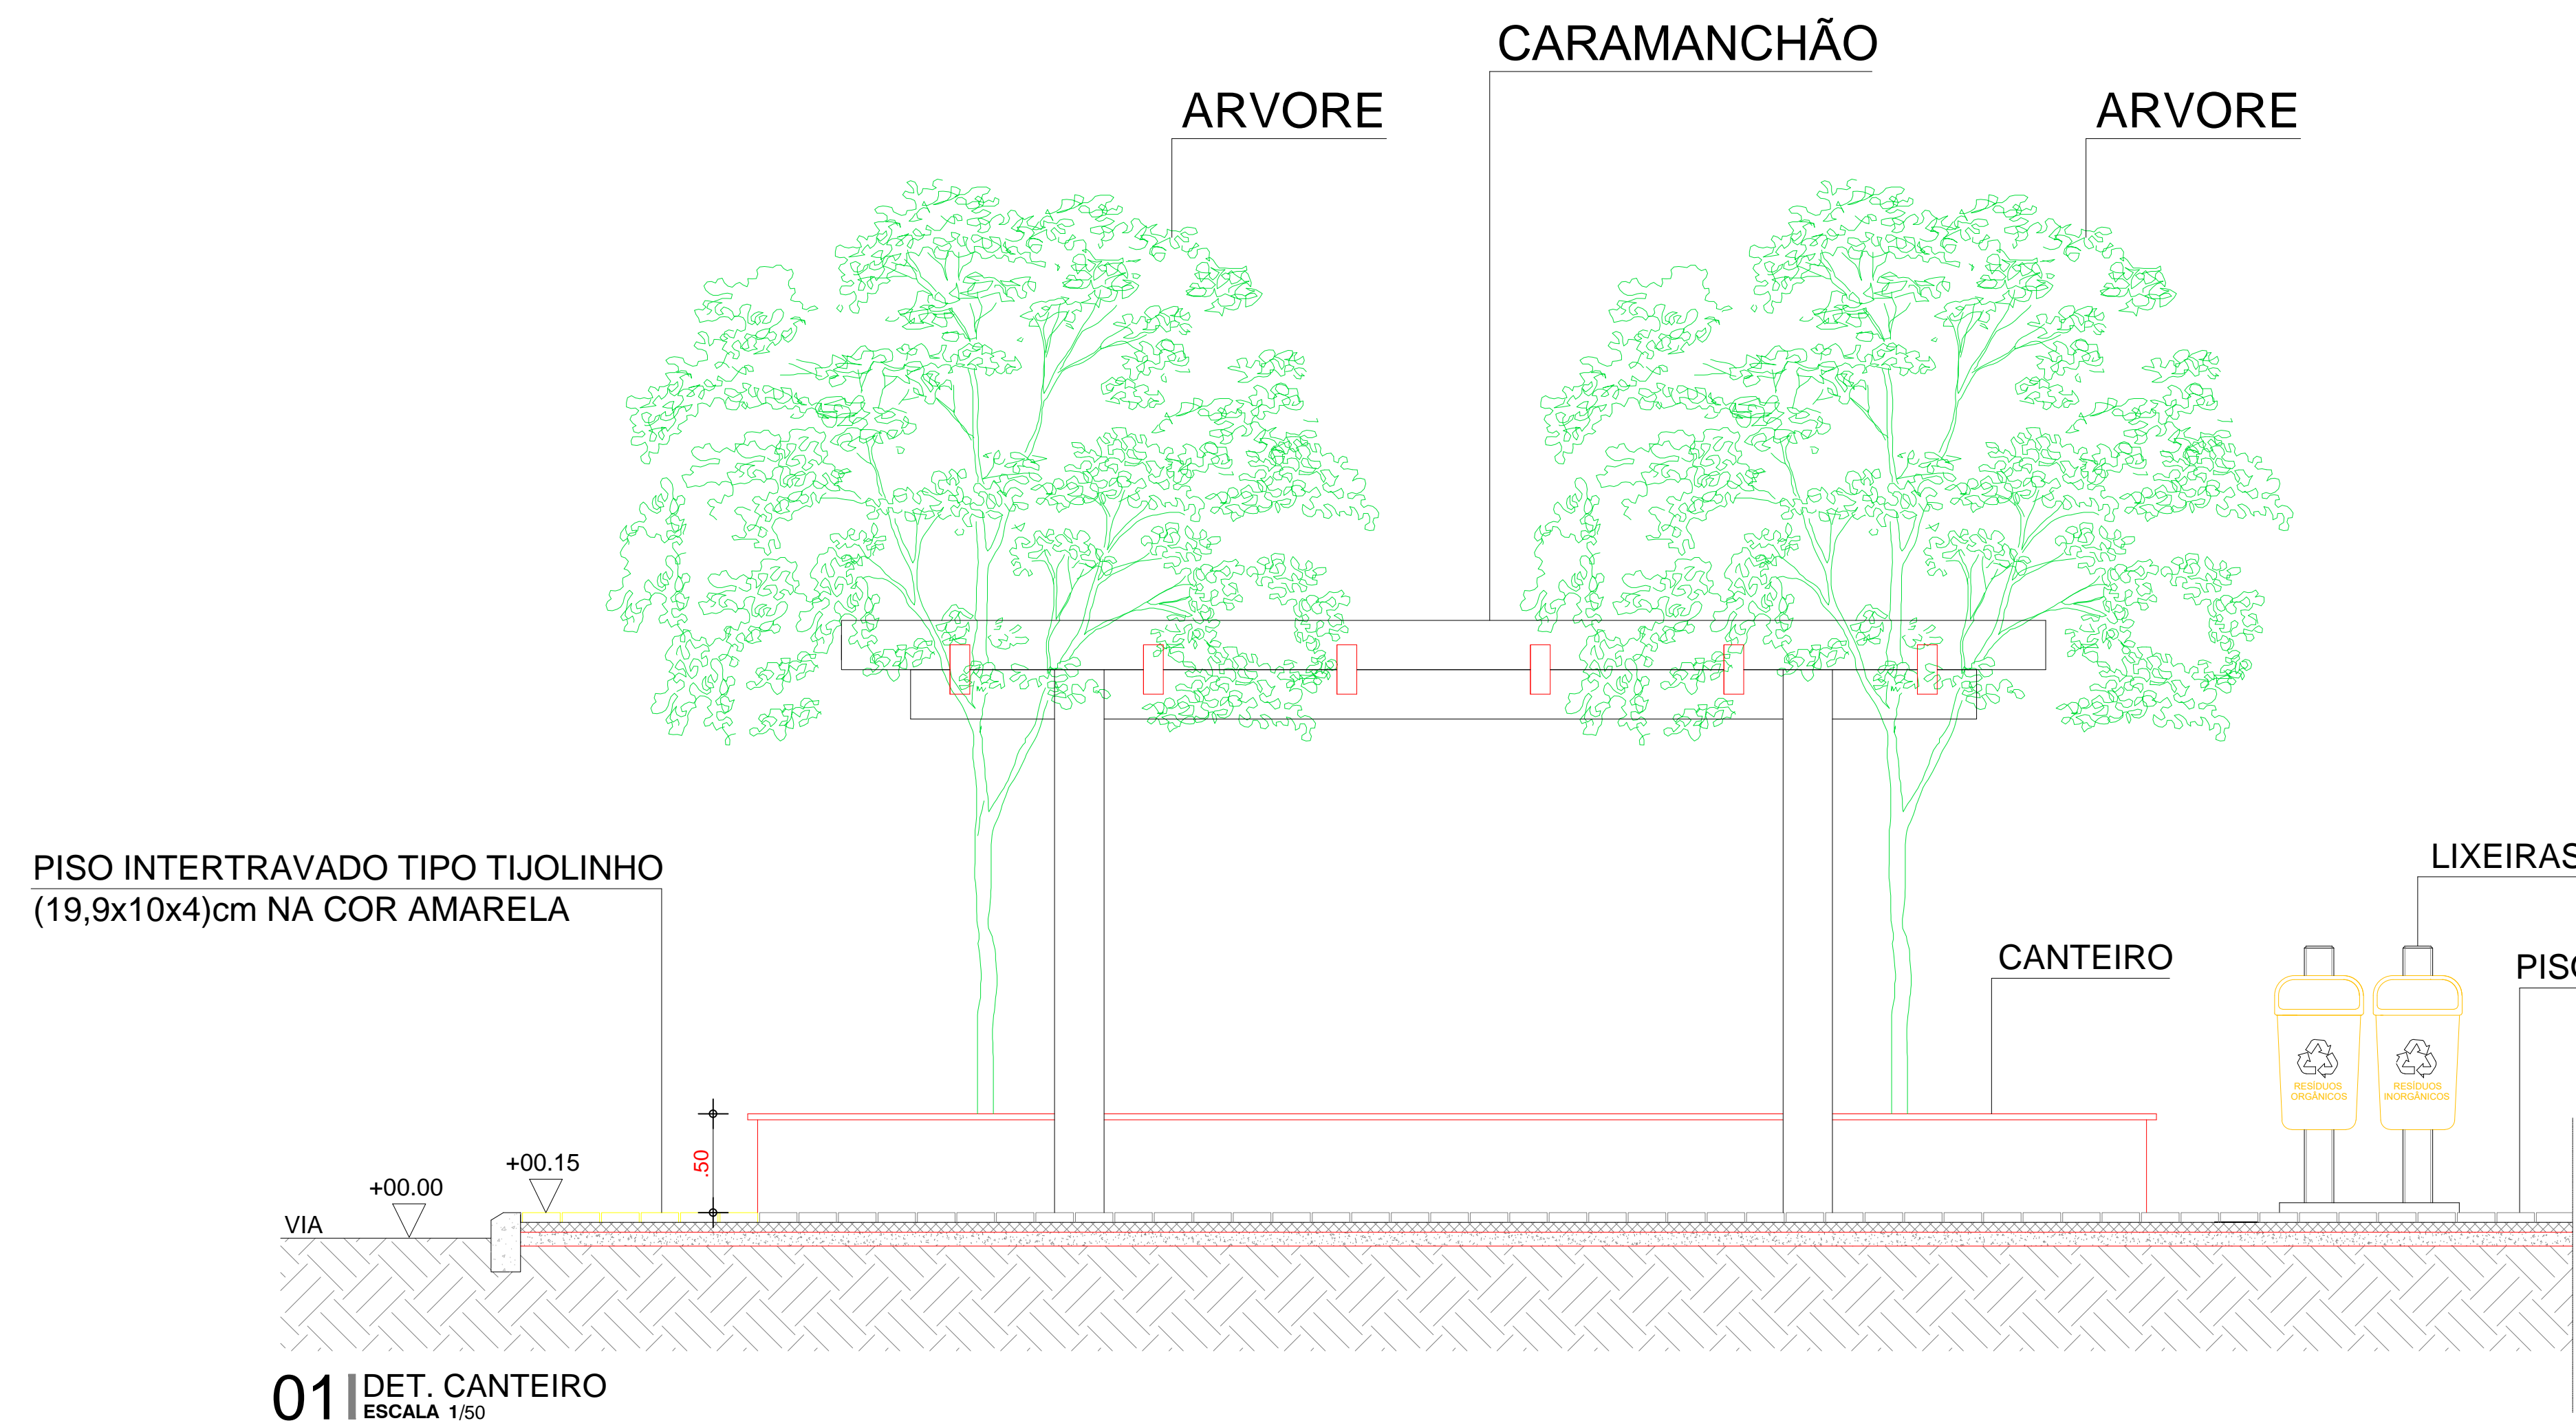 CARAMANCHÃO
ARVORE
ARVORE
PISO INTERTRAVADO TIPO TIJOLINHO
(19,9x10x4)cm NA COR AMARELA
LIXEIRAS
CANTEIRO
PISO
RESÍDUOS
ORGÂNICOS
RESÍDUOS
INORGÂNICOS
.50
+00.15
+00.00
VIA
01 DET. CANTEIRO
ESCALA 1/50